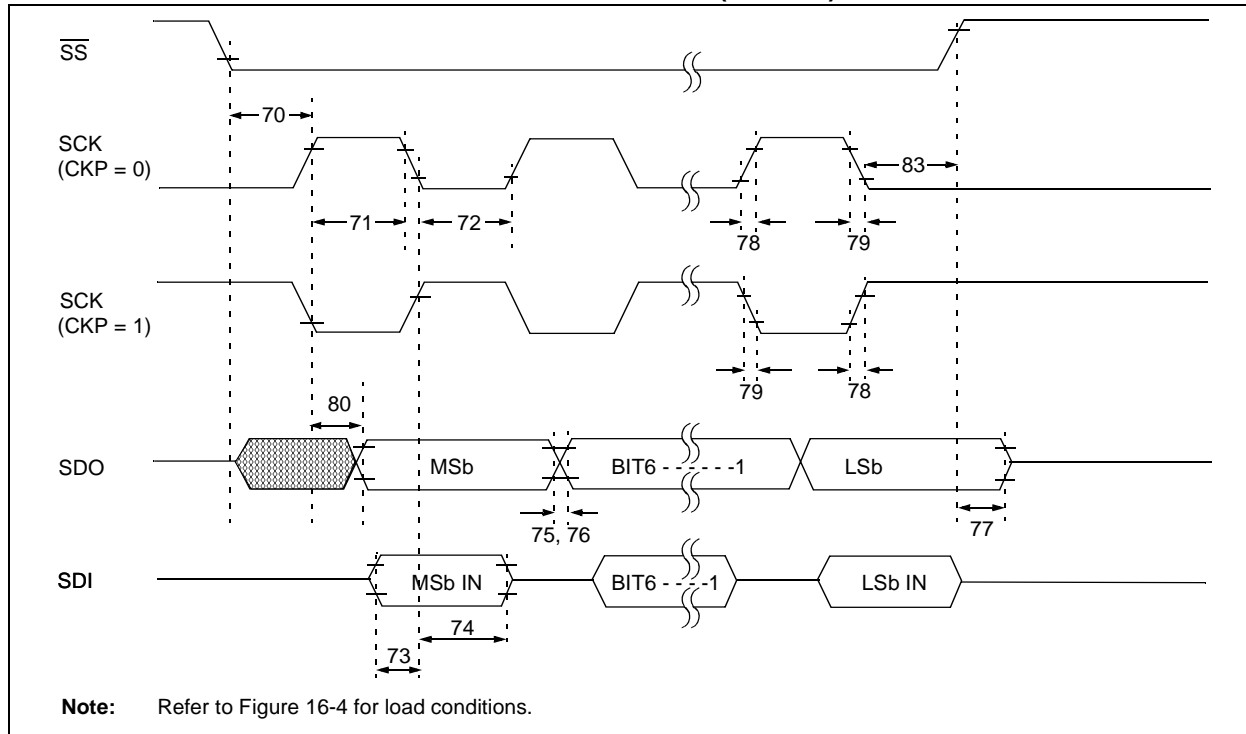 SS
70
SCK
(CKP = 0)
83
71
72
78
79
SCK
(CKP = 1)
79
78
80
SDO
MSb
BIT6 - - - - - - -1
LSb
75, 76
77
SDI
MSb IN
BIT6 - - - - -1
LSb IN
74
73
Note: Refer to Figure 16-4 for load conditions.